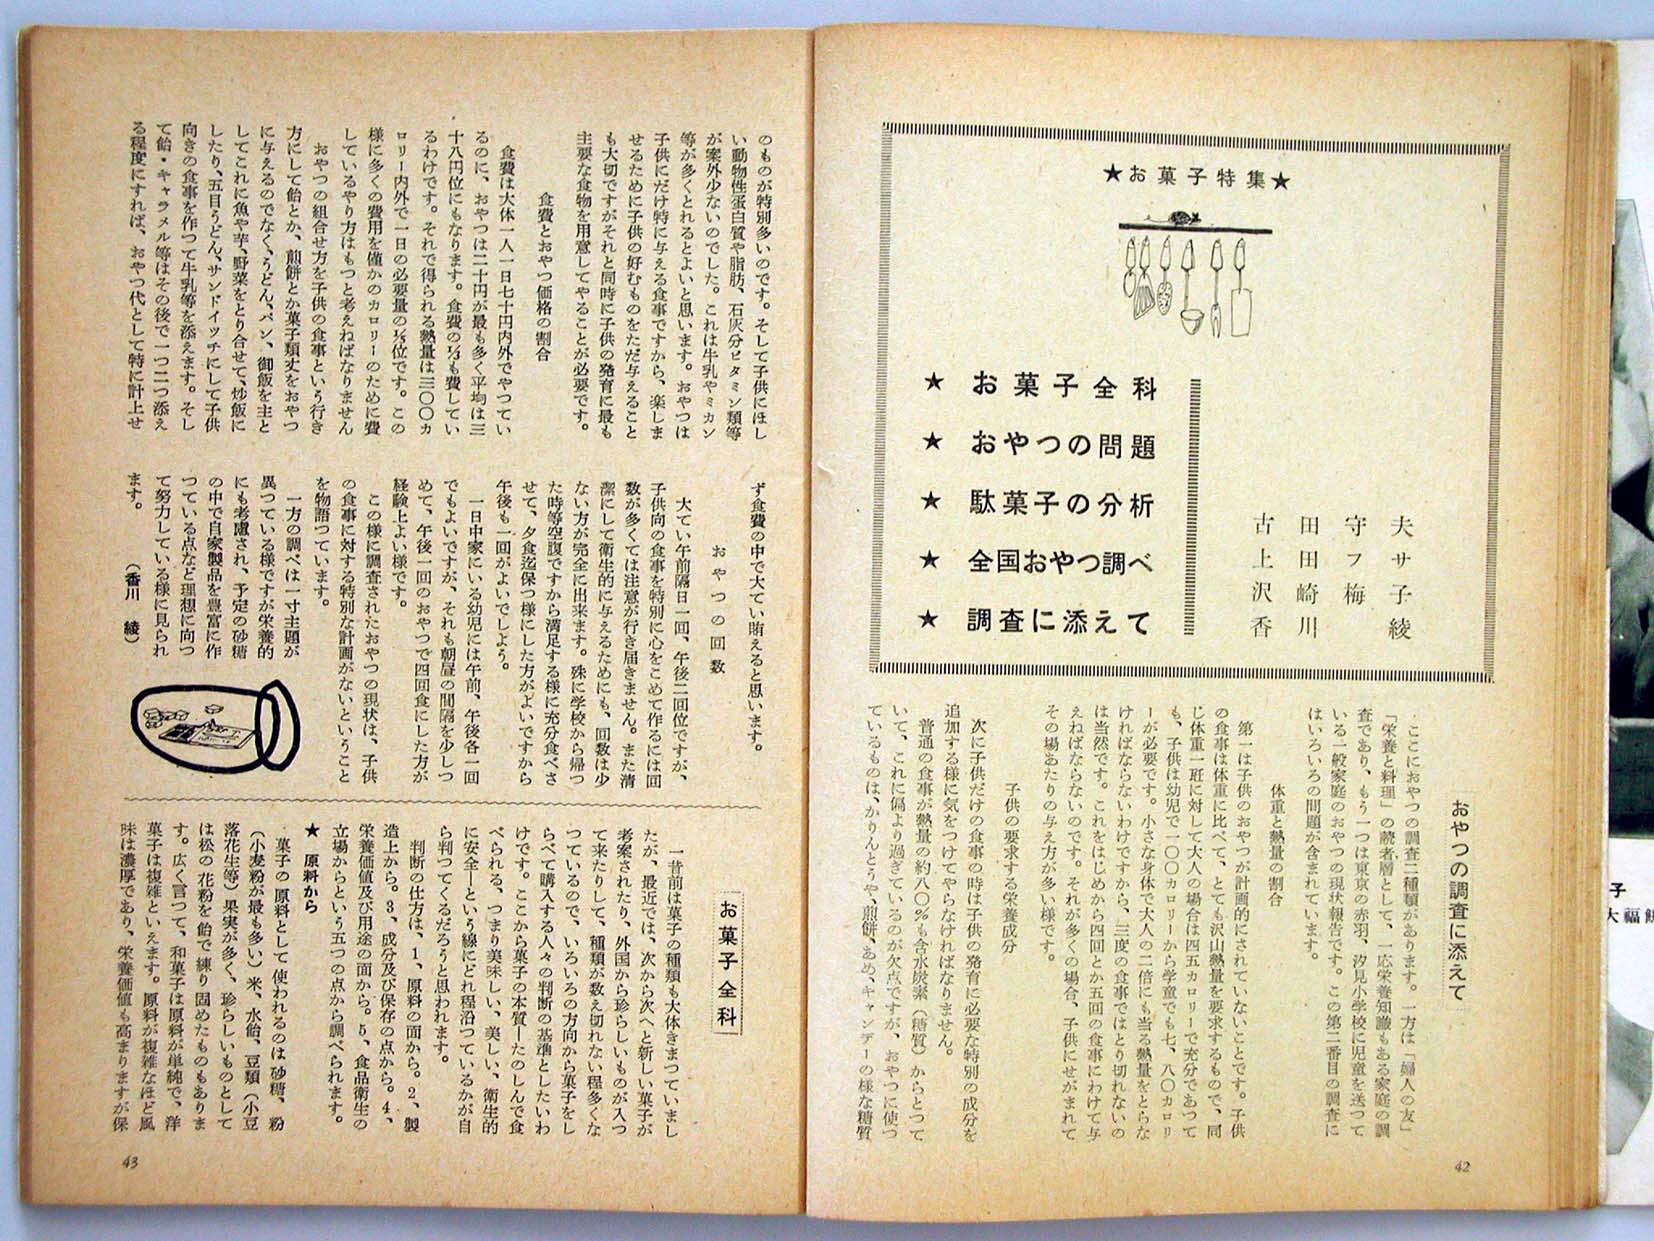 ★お菓子特集★
★ お菓子全科
★ おやつの問題
★ 駄菓子の分析
★ 全国おやつ調べ
★ 調査に添えて
古田守夫
上田フサ
沢崎梅子
香川綾
おやつの調査に添えて
ここにおやつの調査二種類があります。一方は「婦人の友」
「栄養と料理」の読者層として、一応栄養知識もある家庭の調
査であり、もう一つは東京の赤羽、汐見小学校に児童を送つて
いる一般家庭のおやつの現状報告です。この第二番目の調査に
はいろいろの問題が含まれています。
体重と熱量の割合
第一は子供のおやつが計画的にされていないことです。子供
の食事は体重に比べて、とても沢山熱量を要求するもので、同
じ体重一瓩に対して大人の場合は四五カロリーで充分であつて
も、子供は幼児で一〇〇カロリーから学童でも七、八〇カロリ
ーが必要です。小さな身体で大人の二倍にも当る熱量をとらな
ければならないわけですから、三度の食事ではとり切れないの
は当然です。これをはじめから四回とか五回の食事にわけて与
えねばならないのです。それが多くの場合、子供にせがまれて
その場あたりの与え方が多い様です。
子供の要求する栄養成分
次に子供だけの食事の時は子供の発育に必要な特別の成分を
追加する様に気をつけてやらなければなりません。
普通の食事が熱量の約八〇％も含水炭素（糖質）からとつて
いて、これに偏より過ぎているのが欠点ですが、おやつに使つ
ているものは、かりんとうや、煎餅、あめ、キャンデーの様な糖質
42
子
大福餅
のものが特別多いのです。そして子供にほし
い動物性蛋白質や脂肪、石灰分ビタミン類等
が案外少ないのでした。これは牛乳やミカン
等が多くとれるとよいと思います。おやつは
子供にだけ特に与える食事ですから、楽しま
せるために子供の好むものをただ与えること
も大切ですがそれと同時に子供の発育に最も
主要な食物を用意してやることが必要です。
食費とおやつ価格の割合
食費は大体一人一日七十円内外でやつてい
るのに、おやつは二十円が最も多く平均は三
十八円位にもなります。食費の½も費してい
るわけです。それで得られる熱量は三〇〇カ
ロリー内外で一日の必要量の⅕位です。この
様に多くの費用を僅かのカロリーのために費
しているやり方はもつと考えねばなりません
おやつの組合せ方を子供の食事という行き
方にして飴とか、煎餅とか菓子類丈をおやつ
に与えるのでなく、うどん、パン、御飯を主と
してこれに魚や芋、野菜をとり合せて、炒飯に
したり、五目うどん、サンドイッチにして子供
向きの食事を作つて牛乳等を添えます。そし
て飴・キャラメル等はその後で一つ二つ添え
る程度にすれば、おやつ代として特に計上せ
ず食費の中で大てい賄えると思います。
おやつの回数
大てい午前隔日一回、午後二回位ですが、
子供向の食事を特別に心をこめて作るには回
数が多くては注意が行き届きません。また清
潔にして衛生的に与えるためにも、回数は少
ない方が完全に出来ます。殊に学校から帰つ
た時等空腹ですから満足する様に充分食べさ
せて、夕食迄保つ様にした方がよいですから
午後も一回がよいでしよう。
一日中家にいる幼児には午前、午後各一回
でもよいですが、それも朝昼の間隔を少しつ
めて、午後一回のおやつで四回食にした方が
経験上よい様です。
この様に調査されたおやつの現状は、子供
の食事に対する特別な計画がないということ
を物語つています。
一方の調べは一寸主題が
異つている様ですが栄養的
にも考慮され、予定の砂糖
の中で自家製品を豊富に作
つている点など理想に向つ
て努力している様に見られ
ます。　　（香川　綾）
お菓子全科
一昔前は菓子の種類も大体きまつていまし
たが、最近では、次から次へと新しい菓子が
考案されたり、外国から珍らしいものが入つ
て来たりして、種類が数え切れない程多くな
つているので、いろいろの方向から菓子をし
らべて購入する人々の判断の基準としたいわ
けです。ここから菓子の本質―たのしんで食
べられる、つまり美味しい、美しい、衛生的
に安全―という線にどれ程沿つているかが自
ら判つてくるだろうと思われます。
判断の仕方は、1、原料の面から。2、製
造上から。3、成分及び保存の点から。4、
栄養価値及び用途の面から。5、食品衛生の
立場からという五つの点から調べられます。
★ 原料から
菓子の原料として使われるのは砂糖、粉
（小麦粉が最も多い）米、水飴、豆類（小豆
落花生等）果実が多く、珍らしいものとして
は松の花粉を飴で練り固めたものもありま
す。広く言つて、和菓子は原料が単純で、洋
菓子は複雑といえます。原料が複雑なほど風
味は濃厚であり、栄養価値も高まりますが保
43